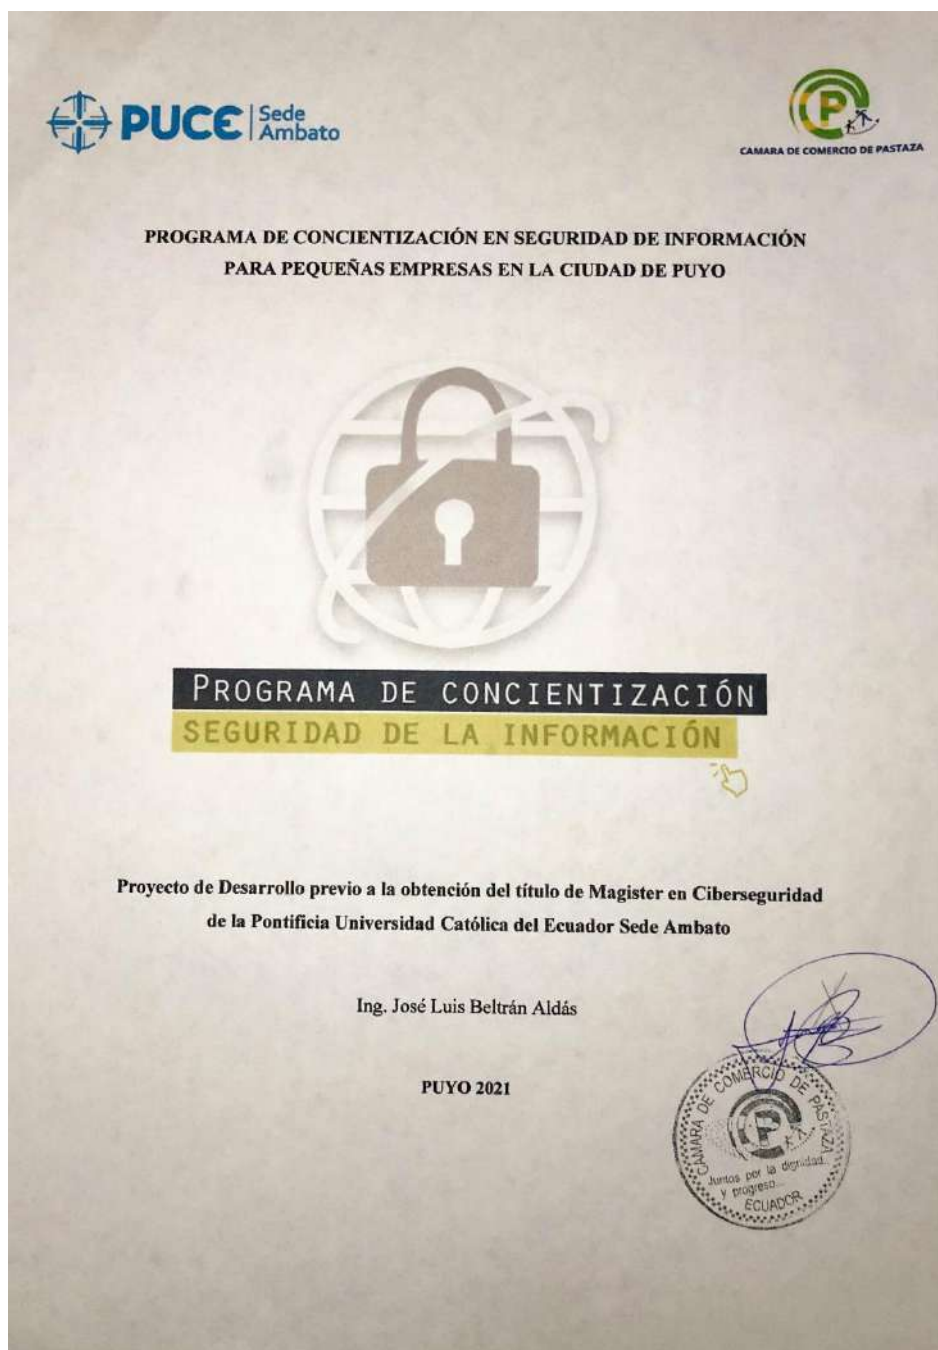 PUCE Sede
Ambato
P
CAMARA DE COMERCIO DE PASTAZA
PROGRAMA DE CONCIENTIZACIÓN EN SEGURIDAD DE INFORMACIÓN
PARA PEQUEÑAS EMPRESAS EN LA CIUDAD DE PUYO
PROGRAMA DE CONCIENTIZACIÓN
SEGURIDAD DE LA INFORMACIÓN
Proyecto de Desarrollo previo a la obtención del título de Magister en Ciberseguridad
de la Pontificia Universidad Católica del Ecuador Sede Ambato
Ing. José Luis Beltrán Aldás
PUYO 2021
CÁMARA DE COMERCIO DE PASTAZA
P
Juntos por la dignidad
y progreso...
ECUADOR